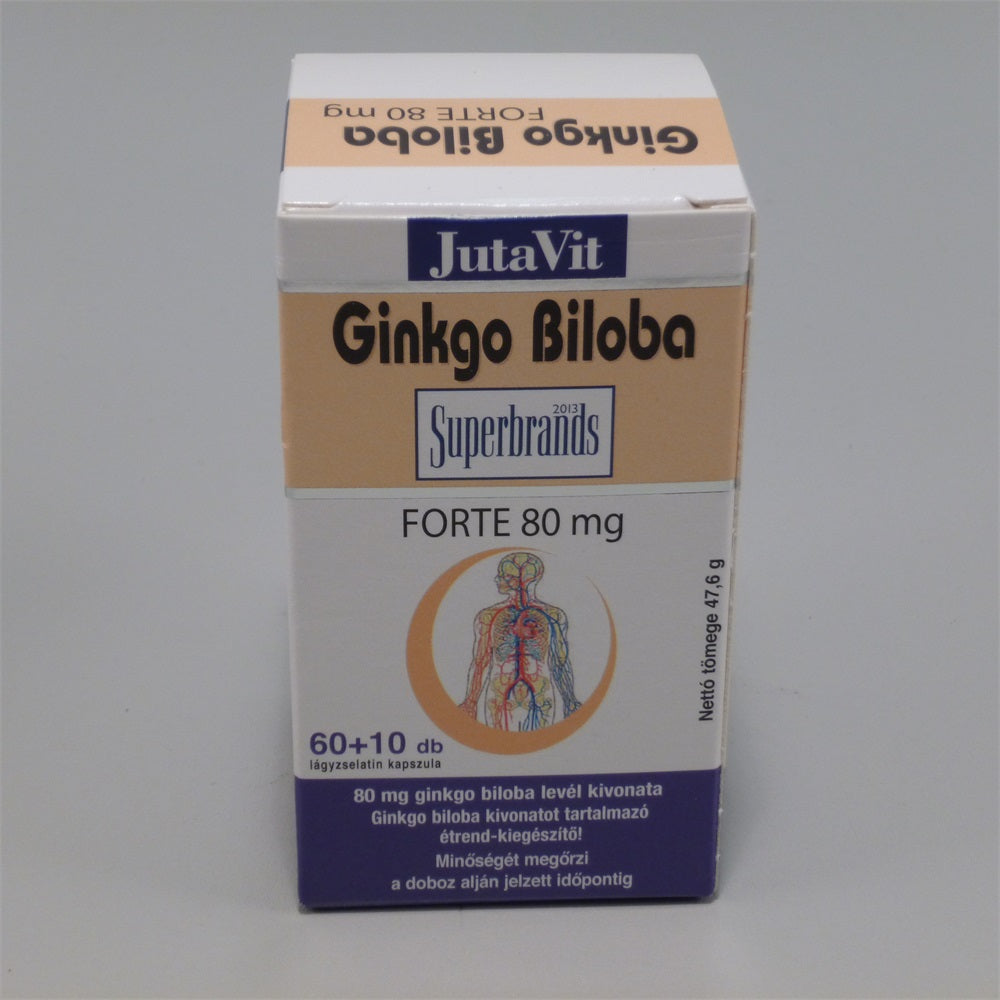 Ginkgo Biloba
FORTE 80 mg
JutaVit
Ginkgo Biloba
2013
Superbrands
FORTE 80 mg
Nettó tömege 47,6 g
60+10 db
lágyzselatin kapszula
80 mg ginkgo biloba levél kivonata
Ginkgo biloba kivonatot tartalmazó
étrend-kiegészítő!
Minőségét megőrzi
a doboz alján jelzett időpontig